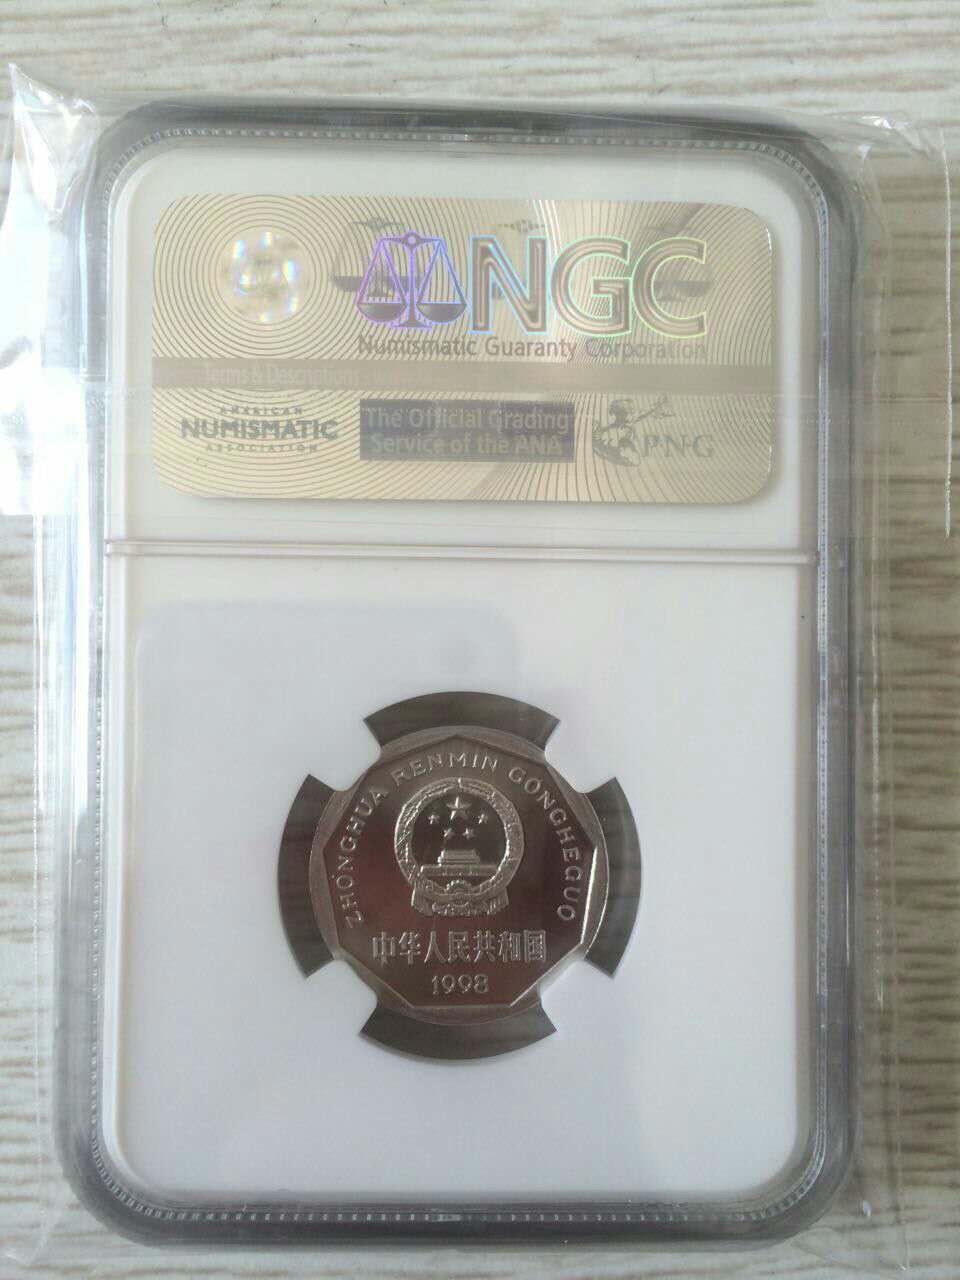 NGC
Numismatic Guaranty Corporation
Terms & Descriptions
AMERICAN
NUMISMATIC
ASSOCIATION
The Official Grading
Service of the ANA
PNG
ZHONGHUA RENMIN GONGHEGUO
中华人民共和国
1998